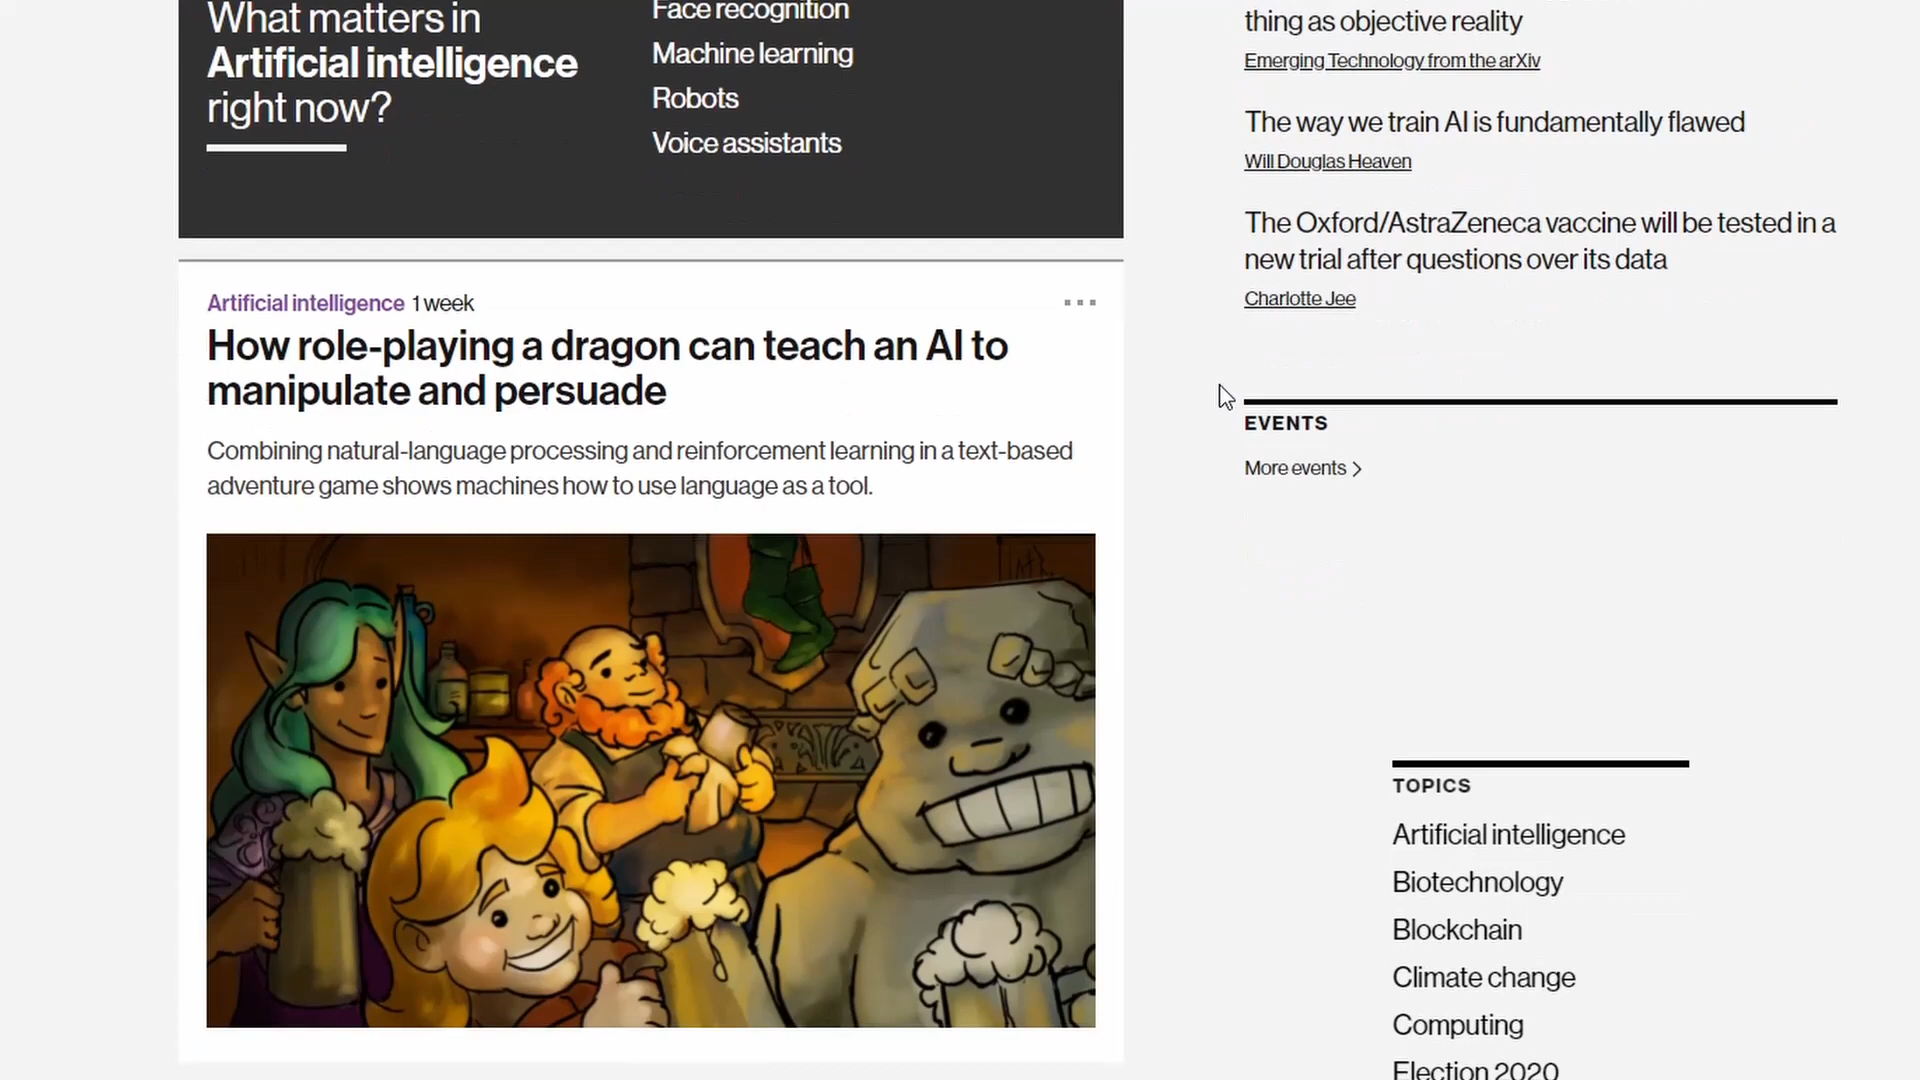 What matters in
Artificial intelligence
right now?
Face recognition
Machine learning
Robots
Voice assistants
Artificial intelligence 1 week
How role-playing a dragon can teach an AI to
manipulate and persuade
Combining natural-language processing and reinforcement learning in a text-based
adventure game shows machines how to use language as a tool.
thing as objective reality
Emerging Technology from the arXiv
The way we train AI is fundamentally flawed
Will Douglas Heaven
The Oxford/AstraZeneca vaccine will be tested in a
new trial after questions over its data
Charlotte Jee
EVENTS
More events
TOPICS
Artificial intelligence
Biotechnology
Blockchain
Climate change
Computing
Election 2020